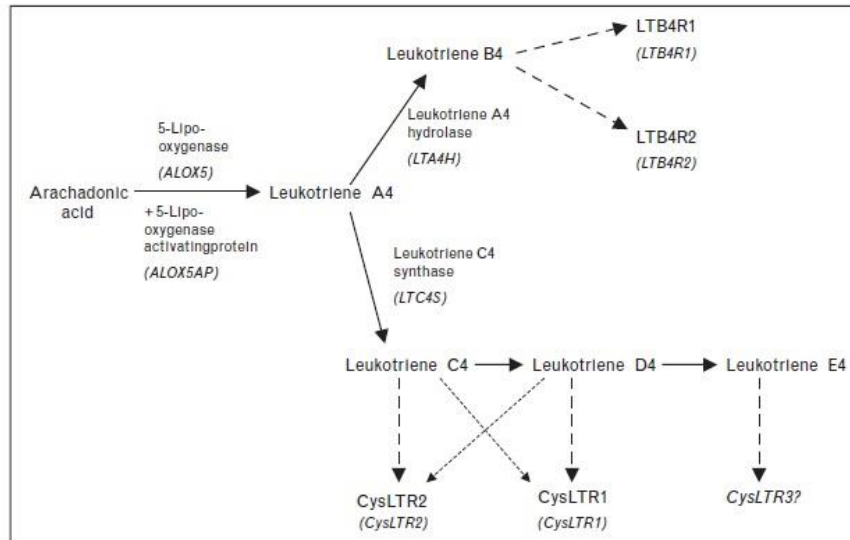 LTB4R1
(LTB4R1)
Leukotriene B4
LTB4R2
(LTB4R2)
Leukotriene A4
hydrolase
(LTA4H)
5-Lipo-
oxygenase
(ALOX5)
Arachadonic
acid
Leukotriene A4
+ 5-Lipo-
oxygenase
activatingprotein
(ALOX5AP)
Leukotriene C4
synthase
(LTC4S)
Leukotriene C4
Leukotriene D4
Leukotriene E4
CysLTR2
(CysLTR2)
CysLTR1
(CysLTR1)
CysLTR3?